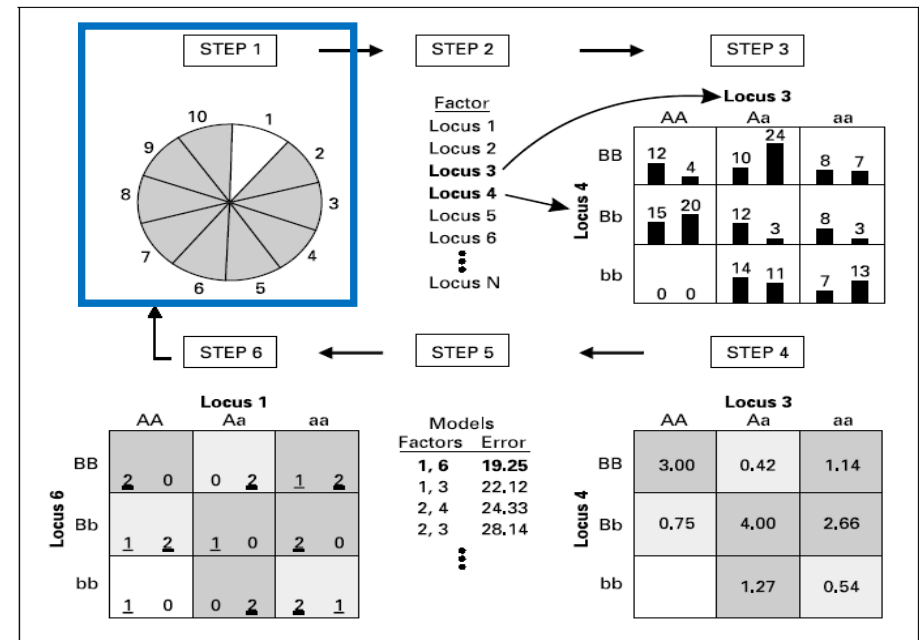 STEP 1
STEP 2
STEP 3
10 1
9 2
8 3
7 4
6 5
Factor
Locus 1
Locus 2
Locus 3
Locus 4
Locus 5
Locus 6
Locus N
Locus 3
AA Aa aa
Locus 4
BB 12 4 10 24 8 7
Bb 15 20 12 3 8 3
bb 0 0 14 11 7 13
STEP 6
STEP 5
STEP 4
Locus 1
AA Aa aa
Locus 6
BB 2 0 0 2 1 2
Bb 1 2 1 0 2 0
bb 1 0 0 2 2 1
Models
Factors Error
1, 6 19.25
1, 3 22.12
2, 4 24.33
2, 3 28.14
Locus 3
AA Aa aa
Locus 4
BB 3.00 0.42 1.14
Bb 0.75 4.00 2.66
bb 1.27 0.54